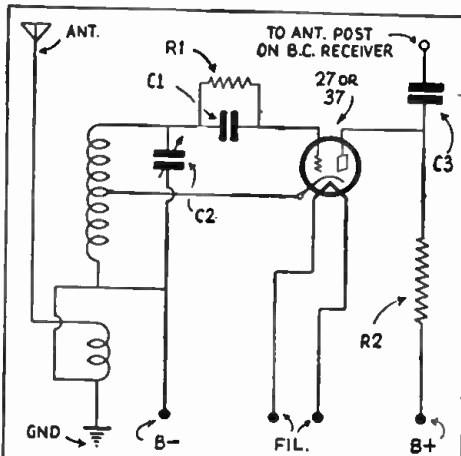 ANT.
R1
C1
TO ANT. POST
ON B.C. RECEIVER
27 OR
37
C3
C2
R2
GND
B-
FIL.
B+